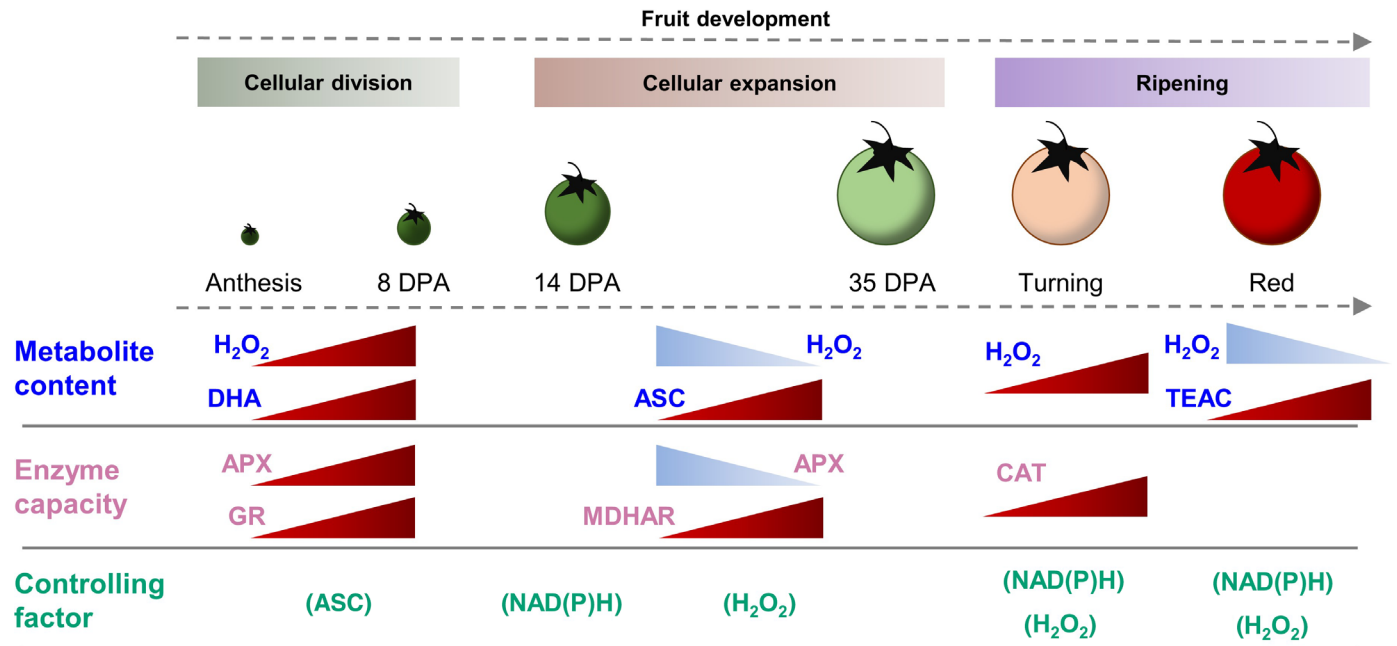 Fruit development
Cellular division
Cellular expansion
Ripening
Anthesis
8 DPA
14 DPA
35 DPA
Turning
Red
Metabolite
content
H₂O₂
H₂O₂
H₂O₂
H₂O₂
DHA
ASC
TEAC
Enzyme
capacity
APX
APX
CAT
GR
MDHAR
Controlling
factor
(ASC)
(NAD(P)H)
(H₂O₂)
(NAD(P)H)
(H₂O₂)
(NAD(P)H)
(H₂O₂)